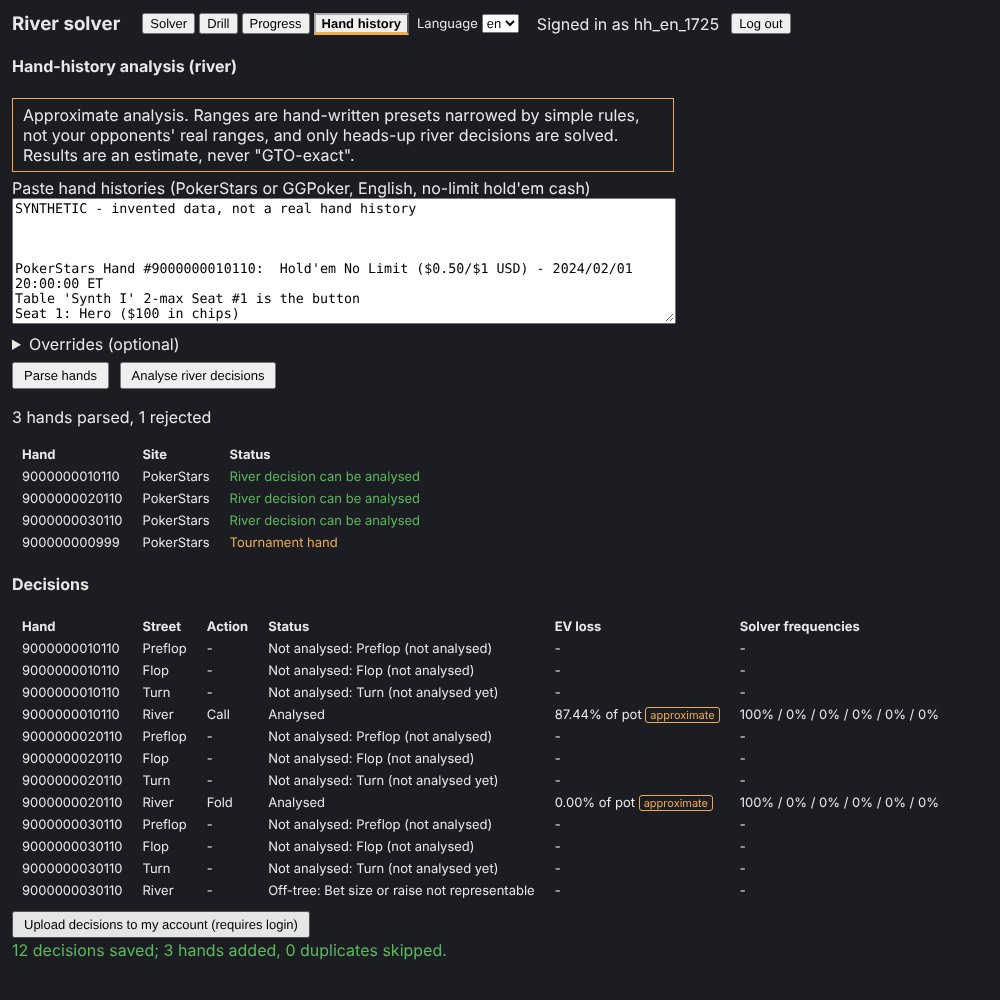 River solver Solver Drill Progress Hand history Language en Signed in as hh_en_1725 Log out
Hand-history analysis (river)
Approximate analysis. Ranges are hand-written presets narrowed by simple rules,
not your opponents' real ranges, and only heads-up river decisions are solved.
Results are an estimate, never "GTO-exact".
Paste hand histories (PokerStars or GGPoker, English, no-limit hold'em cash)
SYNTHETIC - invented data, not a real hand history
PokerStars Hand #9000000010110:  Hold'em No Limit ($0.50/$1 USD) - 2024/02/01
20:00:00 ET
Table 'Synth I' 2-max Seat #1 is the button
Seat 1: Hero ($100 in chips)
Overrides (optional)
Parse hands Analyse river decisions
3 hands parsed, 1 rejected
Hand Site Status
9000000010110 PokerStars River decision can be analysed
9000000020110 PokerStars River decision can be analysed
9000000030110 PokerStars River decision can be analysed
900000000999 PokerStars Tournament hand
Decisions
Hand Street Action Status EV loss Solver frequencies
9000000010110 Preflop - Not analysed: Preflop (not analysed) - -
9000000010110 Flop - Not analysed: Flop (not analysed) - -
9000000010110 Turn - Not analysed: Turn (not analysed yet) - -
9000000010110 River Call Analysed 87.44% of pot approximate 100% / 0% / 0% / 0% / 0% / 0%
9000000020110 Preflop - Not analysed: Preflop (not analysed) - -
9000000020110 Flop - Not analysed: Flop (not analysed) - -
9000000020110 Turn - Not analysed: Turn (not analysed yet) - -
9000000020110 River Fold Analysed 0.00% of pot approximate 100% / 0% / 0% / 0% / 0% / 0%
9000000030110 Preflop - Not analysed: Preflop (not analysed) - -
9000000030110 Flop - Not analysed: Flop (not analysed) - -
9000000030110 Turn - Not analysed: Turn (not analysed yet) - -
9000000030110 River - Off-tree: Bet size or raise not representable - -
Upload decisions to my account (requires login)
12 decisions saved; 3 hands added, 0 duplicates skipped.